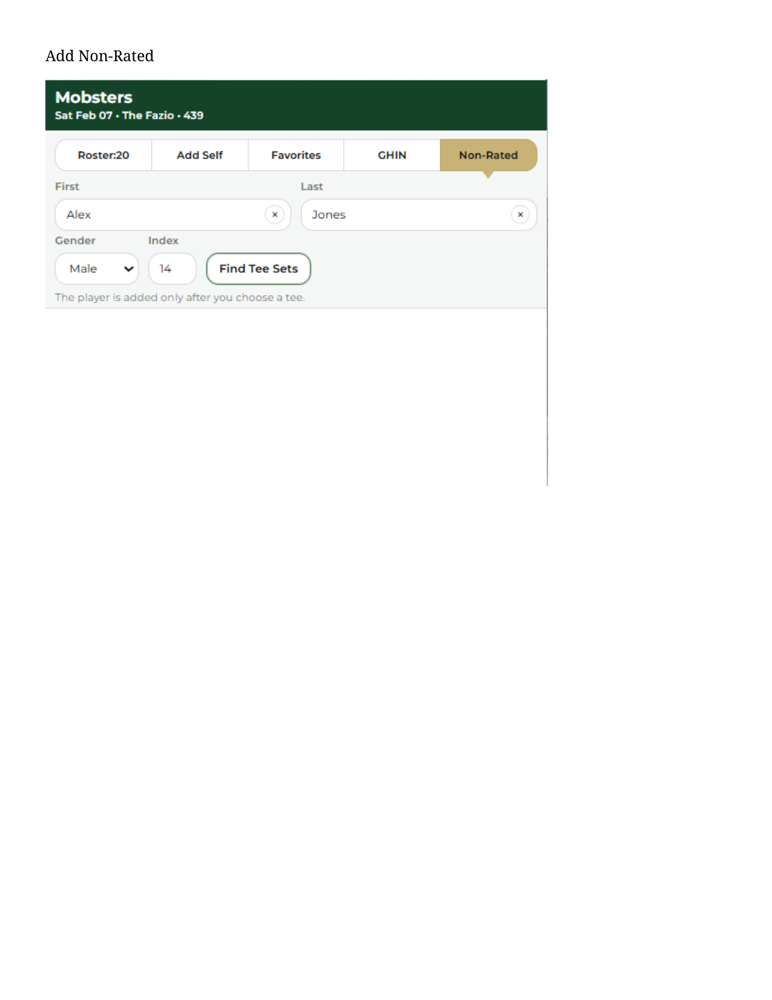 Add Non-Rated
Mobsters
Sat Feb 07 • The Fazio • 439
Roster:20 Add Self Favorites GHIN Non-Rated
First Last
Alex × Jones ×
Gender Index
Male 14 Find Tee Sets
The player is added only after you choose a tee.